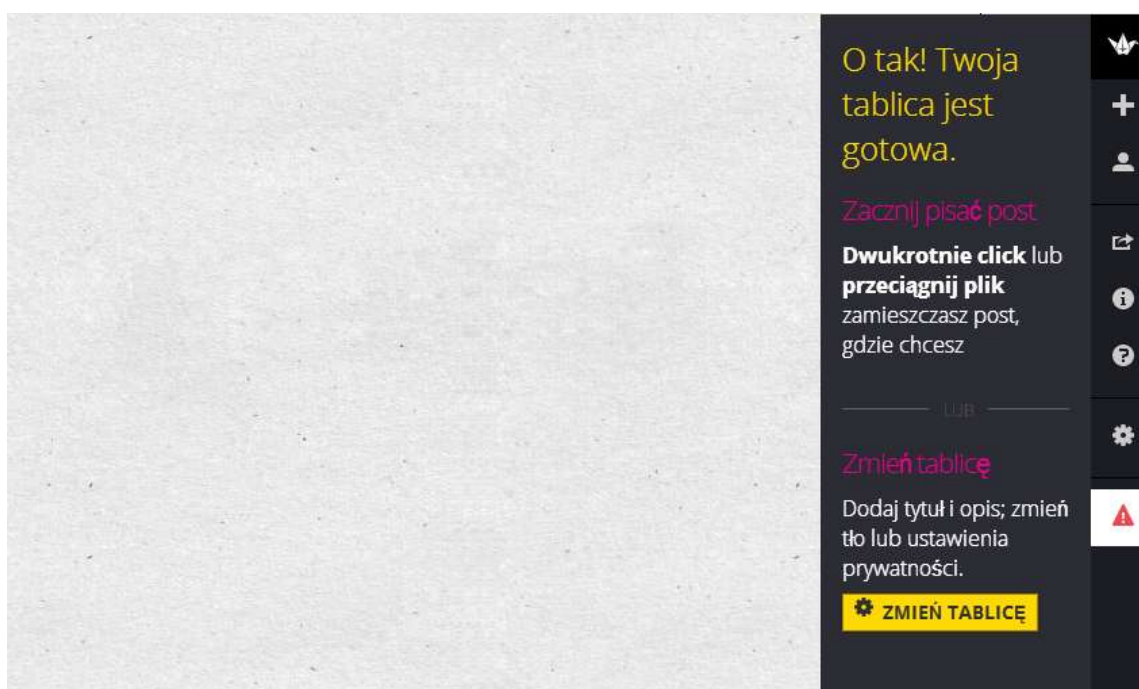 O tak! Twoja
tablica jest
gotowa.
Zacznij pisać post
Dwukrotnie click lub
przeciągnij plik
zamieszczasz post,
gdzie chcesz
LUB
Zmień tablicę
Dodaj tytuł i opis; zmień
tło lub ustawienia
prywatności.
ZMIEŃ TABLICĘ